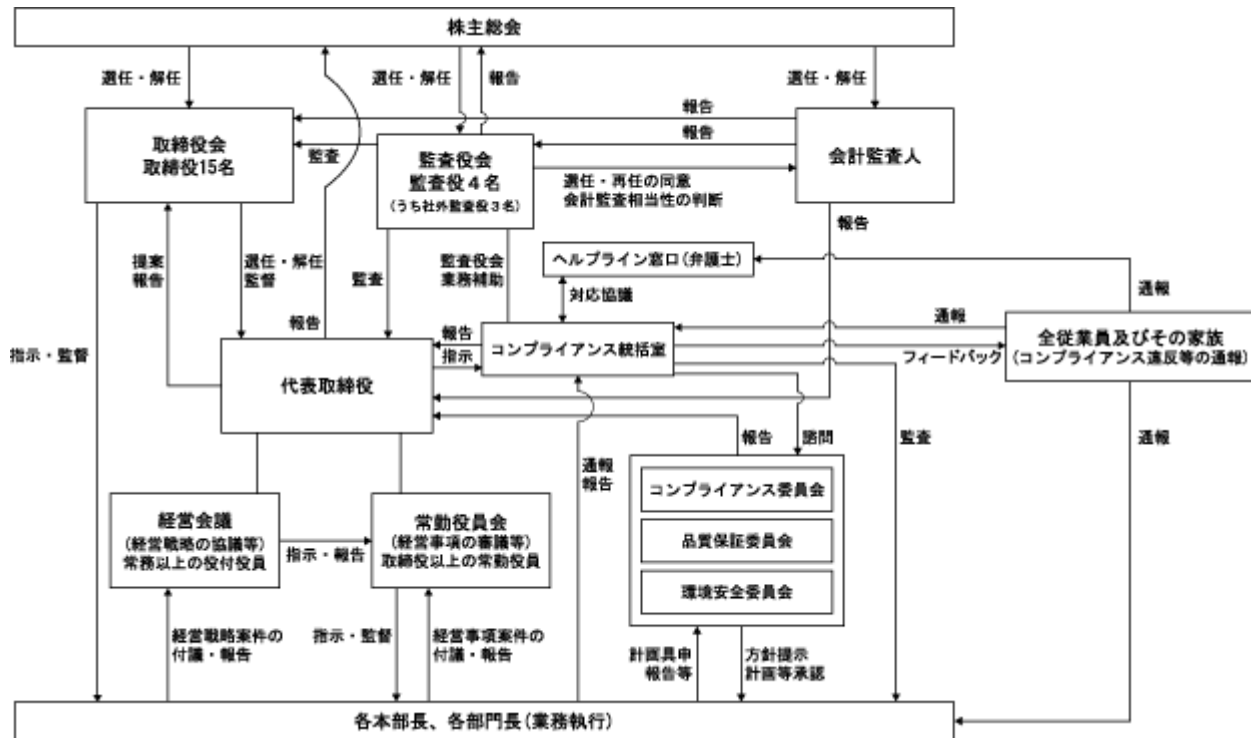 株主総会
選任・解任
選任・解任
報告
選任・解任
取締役会
取締役15名
監査
監査役会
監査役4名
(うち社外監査役3名)
報告
報告
選任・再任の同意
会計監査相当性の判断
会計監査人
報告
提案
報告
選任・解任
監督
報告
監査
監査役会
業務補助
ヘルプライン窓口(弁護士)
対応協議
通報
指示・監督
代表取締役
報告
指示
コンプライアンス統括室
通報
フィードバック
全従業員及びその家族
(コンプライアンス違反等の通報)
通報
報告
諮問
監査
通報
報告
経営会議
(経営戦略の協議等)
常務以上の役付役員
指示・報告
常勤役員会
(経営事項の審議等)
取締役以上の常勤役員
コンプライアンス委員会
品質保証委員会
環境安全委員会
経営戦略案件の
付議・報告
指示・監督
経営事項案件の
付議・報告
計画具申
報告等
方針提示
計画等承認
各本部長、各部門長(業務執行)